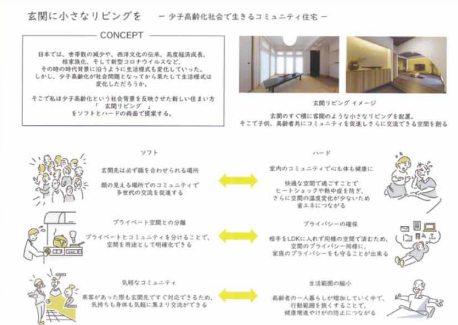 玄関に小さなリビングを ー 少子高齢化社会で生きるコミュニティ住宅 ー
CONCEPT
日本では、世帯数の減少や、西洋文化の伝来、高度経済成長、
核家族化、そして新型コロナウイルスなど、
その時の時代背景に沿うように生活様式も変化していった。
しかし、少子高齢化が社会問題となってから果たして生活様式は
変化しただろうか。
そこで私は少子高齢化という社会背景を反映させた新しい住まい方
「 玄関リビング 」
をソフトとハードの両面で提案する。
玄関リビング イメージ
玄関のすぐ横に客間のような小さなリビングを配置。
そこで子供、高齢者共にコミュニティを促進しさらに交流できる空間を創る
ソフト
玄関先は必ず顔を合わせられる場所
顔の見える場所でのコミュニティで
多世代の交流を促進する
ハード
室内のコミュニティで心も体も健康に
快適な空間で過ごすことで
ヒートショックや熱中症を防ぎ、
さらに空間の温度変化が少ないため
省エネにつながる
プライベート空間との分離
プライベートとコミュニティを分けることで、
空間を用途として明確化できる
プライバシーの確保
相手をLDKに入れず同様の空間で済むため、
空間のプライバシー同様に、
家族のプライバシーをも守ることが出来る
気軽なコミュニティ
来客があった際も玄関先ですぐ対応できるため、
気持ちも身体も気軽に集まり交流ができる
生活範囲の縮小
高齢者の一人暮らしが増加していく中で、
行動範囲を狭くすることで、
健康増進やけがの防止につながる